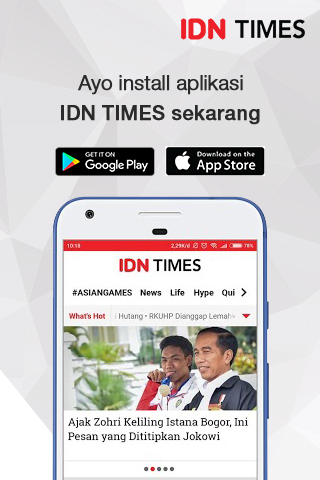 IDN TIMES
Ayo install aplikasi
IDN TIMES sekarang
GET IT ON
Google Play
Download on the
App Store
10:18 2,29K/d 78%
IDN TIMES
#ASIANGAMES News Life Hype Qui
What's Hot i Hutang • RKUHP Dianggap Lemah
Ajak Zohri Keliling Istana Bogor, Ini
Pesan yang Dititipkan Jokowi